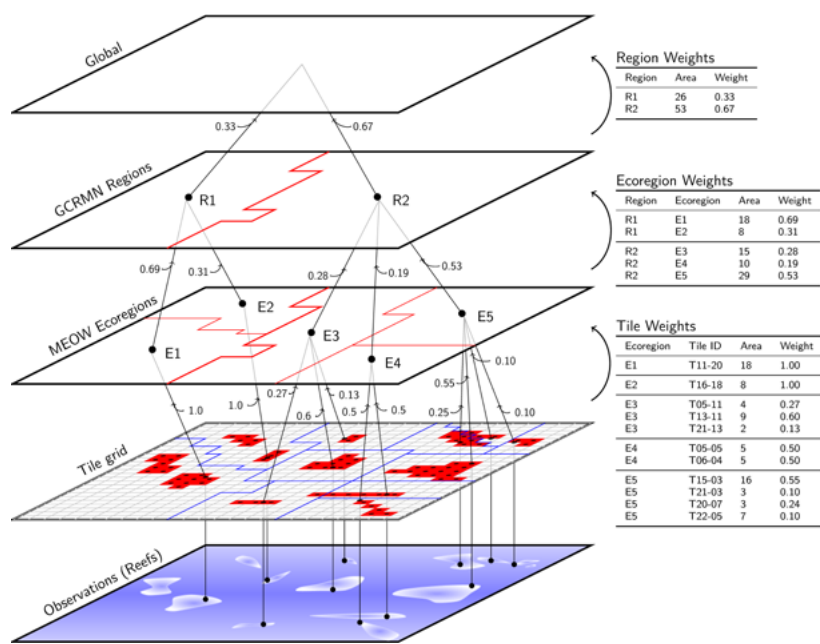 Global
Region Weights
Region Area Weight
R1 26 0.33
R2 53 0.67
0.33
0.67
GCRMN Regions
R1
R2
Ecoregion Weights
Region Ecoregion Area Weight
R1 E1 18 0.69
R1 E2 8 0.31
R2 E3 15 0.28
R2 E4 10 0.19
R2 E5 29 0.53
0.69
0.31
0.28
0.19
0.53
MEOW Ecoregions
E1
E2
E3
E4
E5
Tile Weights
Ecoregion Tile ID Area Weight
E1 T11-20 18 1.00
E2 T16-18 8 1.00
E3 T05-11 4 0.27
E3 T13-11 9 0.60
E3 T21-13 2 0.13
E4 T05-05 5 0.50
E4 T06-04 5 0.50
E5 T15-03 16 0.55
E5 T21-03 3 0.10
E5 T20-07 3 0.24
E5 T22-05 7 0.10
1.0
1.0
0.27
0.6
0.13
0.5
0.5
0.25
0.55
0.10
0.10
Tile grid
Observations (Reefs)